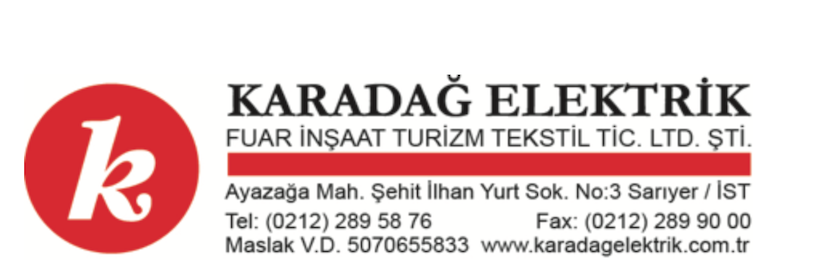 k
KARADAĞ ELEKTRİK
FUAR İNŞAAT TURİZM TEKSTİL TİC. LTD. ŞTİ.
Ayazağa Mah. Şehit İlhan Yurt Sok. No:3 Sarıyer / İST
Tel: (0212) 289 58 76 Fax: (0212) 289 90 00
Maslak V.D. 5070655833 www.karadagelektrik.com.tr